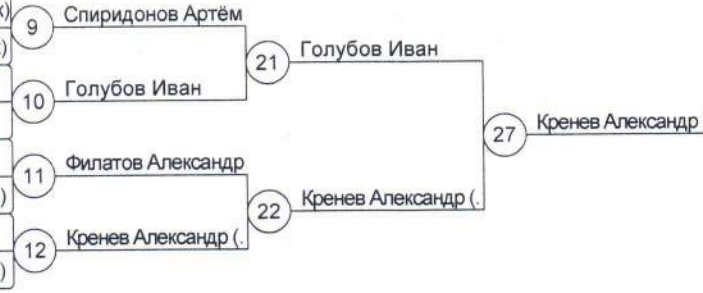 к)
9
Спиридонов Артём
)
21
Голубов Иван
10
Голубов Иван
27
Кренев Александр
11
Филатов Александр
)
22
Кренев Александр (.
12
Кренев Александр (.
)